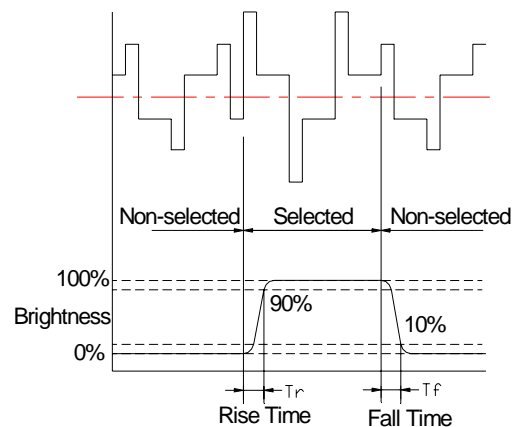 Non-selected Selected Non-selected
100%
90%
Brightness
10%
0%
Tr Tf
Rise Time Fall Time